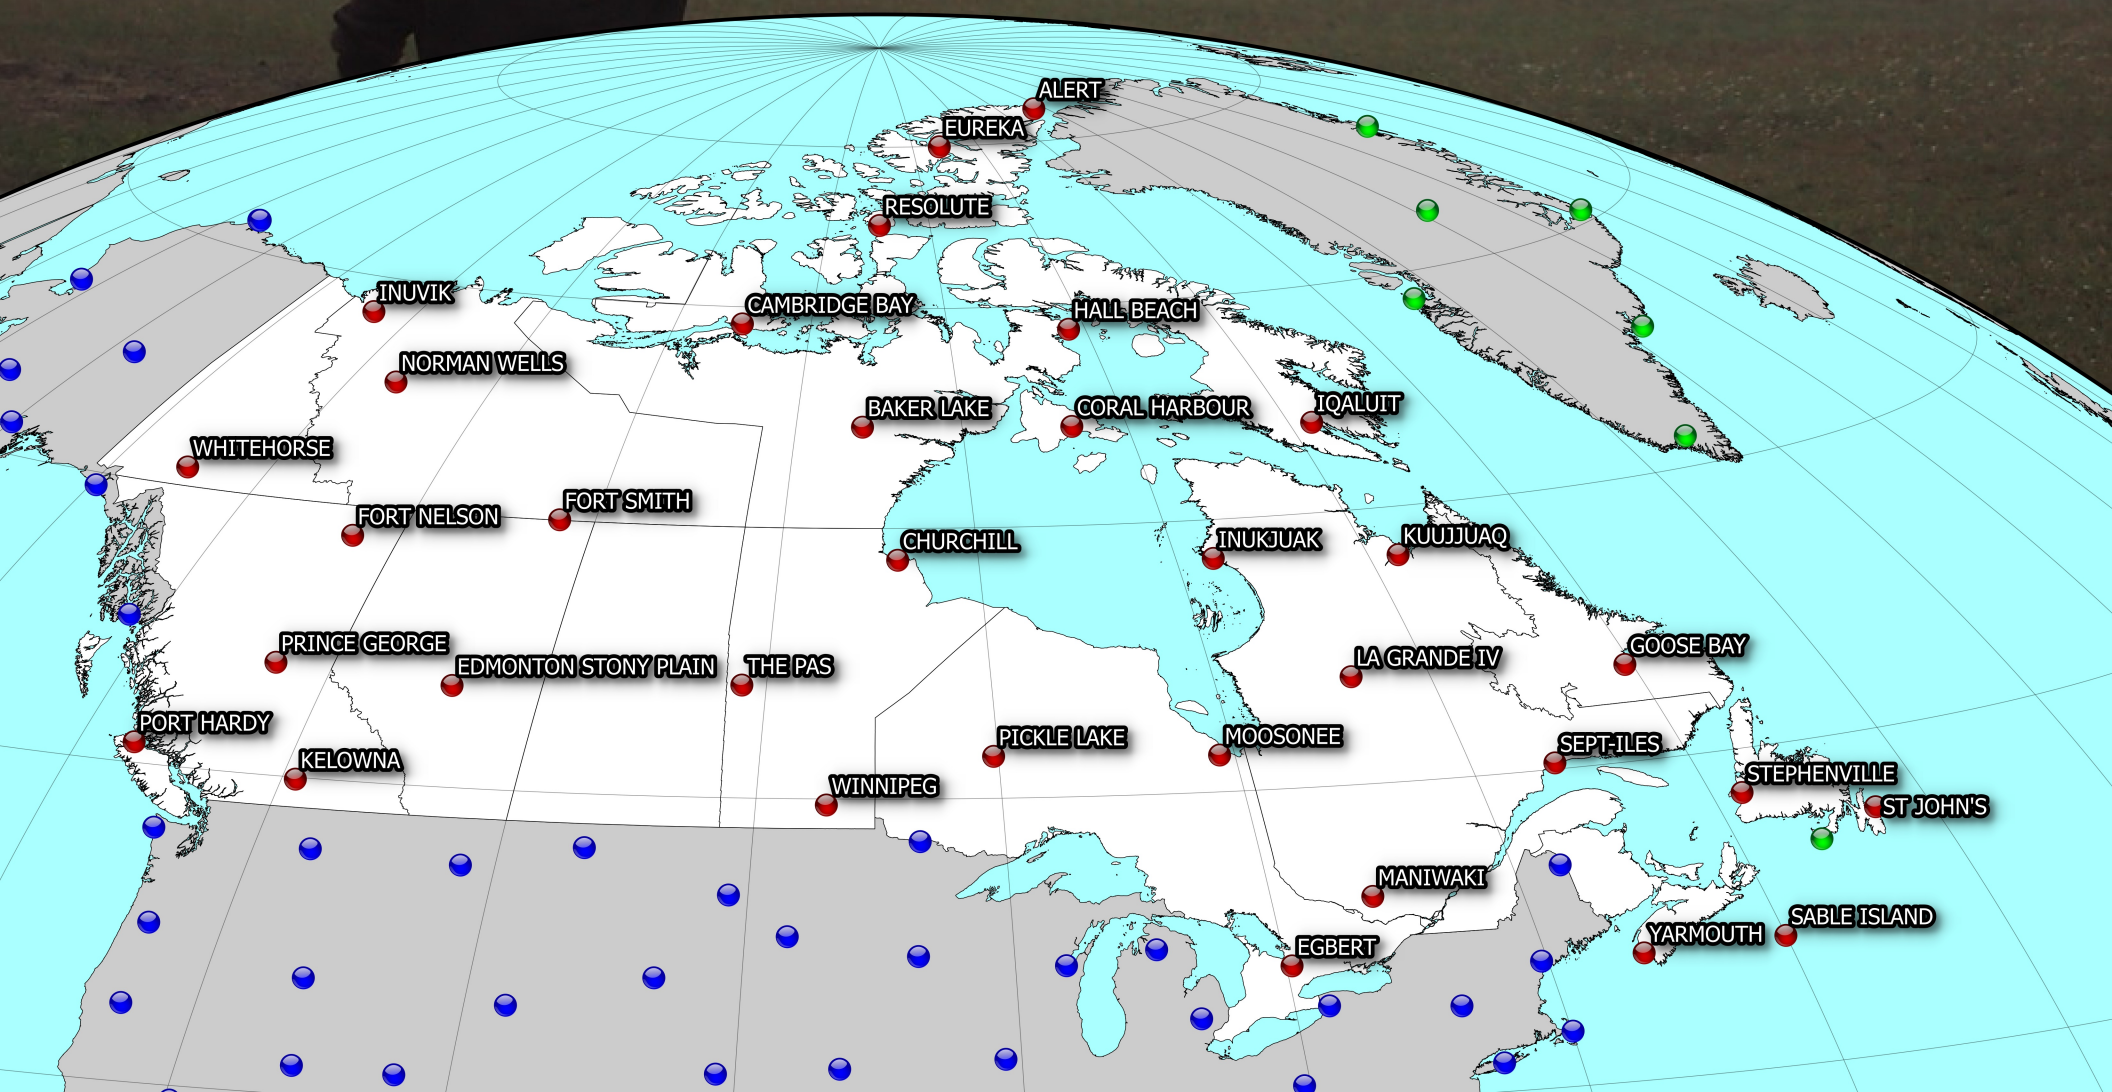 ALERT
EUREKA
RESOLUTE
INUVIK
CAMBRIDGE BAY
HALL BEACH
NORMAN WELLS
BAKER LAKE
CORAL HARBOUR
IQALUIT
WHITEHORSE
FORT NELSON
FORT SMITH
CHURCHILL
INUKJUAK
KUUJJUAQ
PRINCE GEORGE
EDMONTON STONY PLAIN
THE PAS
LA GRANDE IV
GOOSE BAY
PORT HARDY
KELOWNA
PICKLE LAKE
MOOSONEE
SEPT-ILES
WINNIPEG
STEPHENVILLE
ST JOHN'S
MANIWAKI
EGBERT
YARMOUTH
SABLE ISLAND